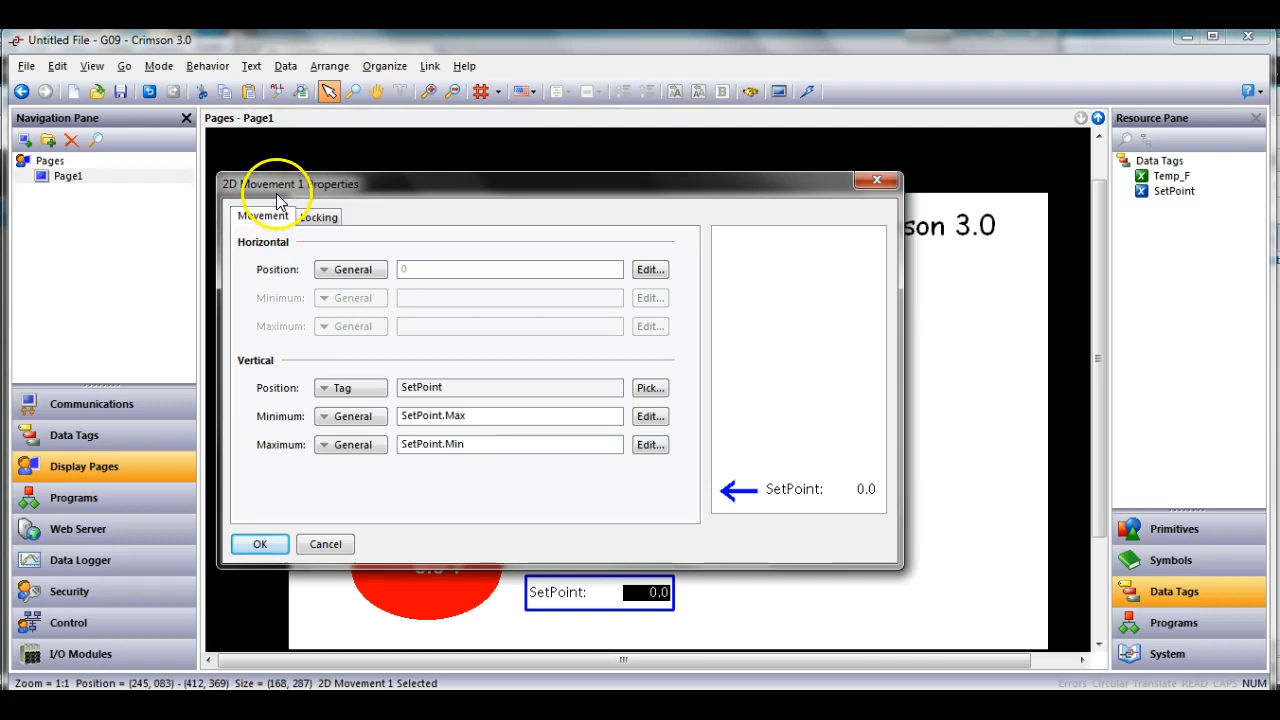 Untitled File - G09 - Crimson 3.0
File Edit View Go Mode Behavior Text Data Arrange Organize Link Help
Navigation Pane
Pages - Page1
Resource Pane
Pages
Page1
Data Tags
Temp_F
SetPoint
son 3.0
2D Movement 1 Properties
Movement Locking
Horizontal
Position: General 0 Edit...
Minimum: General Edit...
Maximum: General Edit...
Vertical
Position: Tag SetPoint Pick...
Minimum: General SetPoint.Max Edit...
Maximum: General SetPoint.Min Edit...
SetPoint: 0.0
OK Cancel
SetPoint: 0.0
Communications
Data Tags
Display Pages
Programs
Web Server
Data Logger
Security
Control
I/O Modules
Primitives
Symbols
Data Tags
Programs
System
Zoom = 1:1 Position = (245, 083) - (412, 369) Size = (168, 287) 2D Movement 1 Selected
Errors Circular Translate READ CAPS NUM